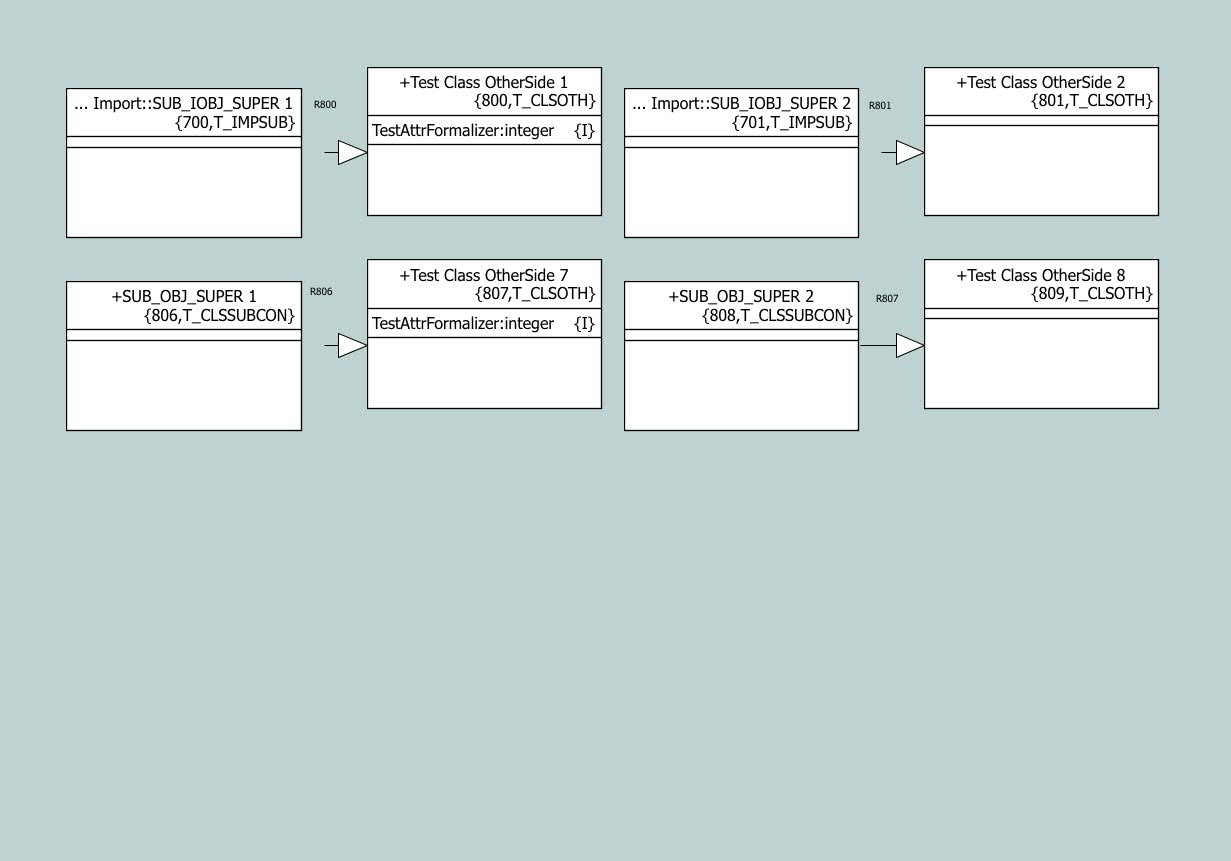 ... Import::SUB_IOBJ_SUPER 1
{700,T_IMPSUB}
R800
+Test Class OtherSide 1
{800,T_CLSOTH}
TestAttrFormalizer:integer {I}
... Import::SUB_IOBJ_SUPER 2
{701,T_IMPSUB}
R801
+Test Class OtherSide 2
{801,T_CLSOTH}
+SUB_OBJ_SUPER 1
{806,T_CLSSUBCON}
R806
+Test Class OtherSide 7
{807,T_CLSOTH}
TestAttrFormalizer:integer {I}
+SUB_OBJ_SUPER 2
{808,T_CLSSUBCON}
R807
+Test Class OtherSide 8
{809,T_CLSOTH}